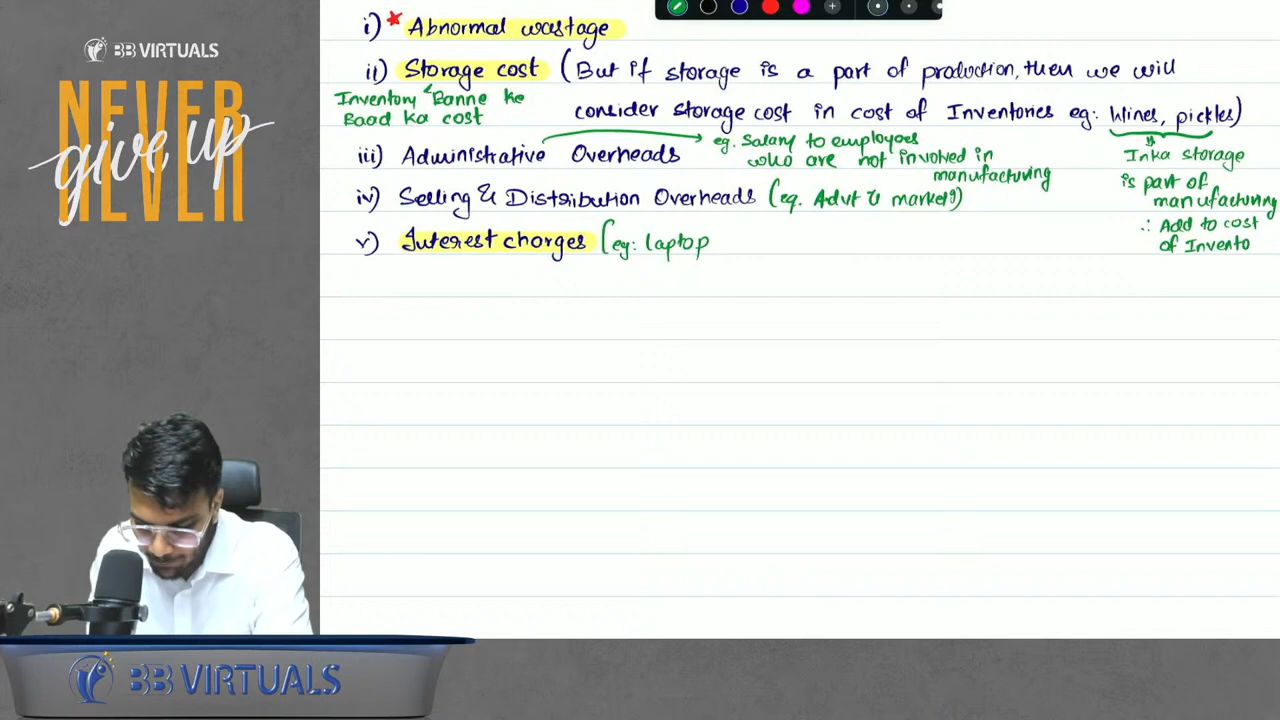 BB VIRTUALS
NEVER
give up
NEVER
i) * Abnormal wastage
ii) Storage cost (But if storage is a part of production, then we will
consider storage cost in cost of Inventories eg: Wines, pickles)
Inventory Banne ke
Baad ka cost
Inka storage
is part of
manufacturing
∴ Add to cost
of Invento
iii) Administrative Overheads
eg. Salary to employees
who are not involved in
manufacturing
iv) Selling & Distribution Overheads (eg. Advt & marketg)
v) Interest charges (eg: laptop
BB VIRTUALS